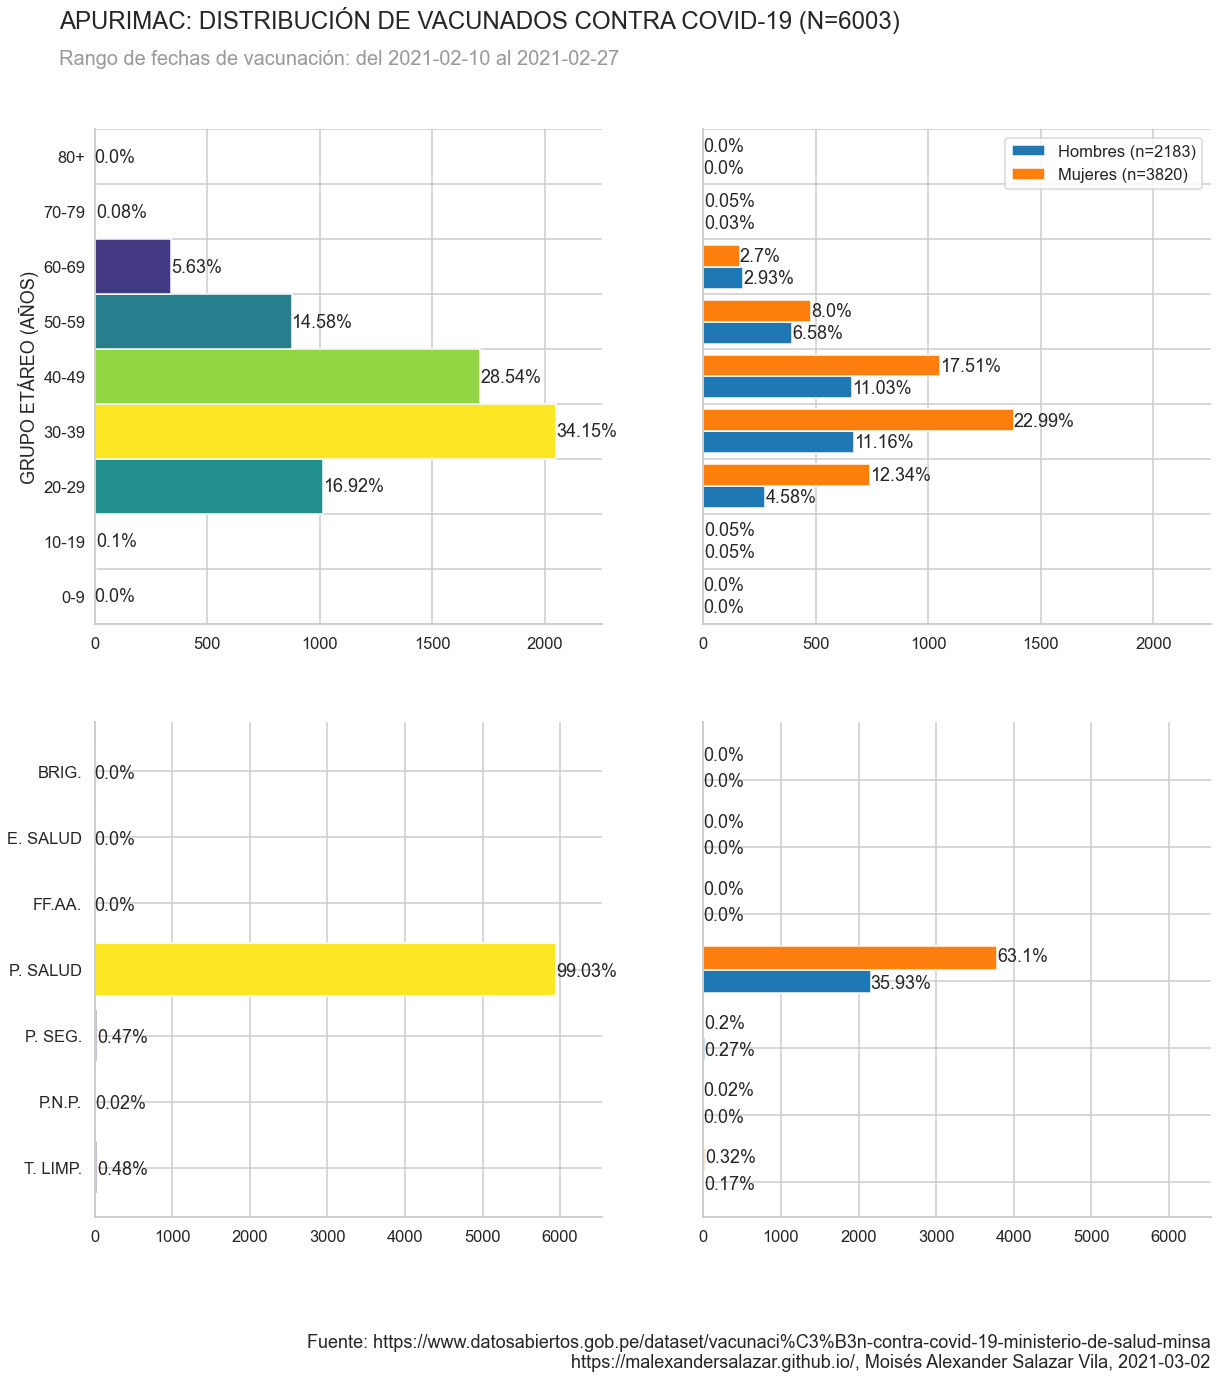 APURIMAC: DISTRIBUCIÓN DE VACUNADOS CONTRA COVID-19 (N=6003)
Rango de fechas de vacunación: del 2021-02-10 al 2021-02-27
GRUPO ETÁREO (AÑOS)
80+ 0.0%
70-79 0.08%
60-69 5.63%
50-59 14.58%
40-49 28.54%
30-39 34.15%
20-29 16.92%
10-19 0.1%
0-9 0.0%
0 500 1000 1500 2000
Hombres (n=2183)
Mujeres (n=3820)
0.0%
0.0%
0.05%
0.03%
2.7%
2.93%
8.0%
6.58%
17.51%
11.03%
22.99%
11.16%
12.34%
4.58%
0.05%
0.05%
0.0%
0.0%
0 500 1000 1500 2000
BRIG. 0.0%
E. SALUD 0.0%
FF.AA. 0.0%
P. SALUD 99.03%
P. SEG. 0.47%
P.N.P. 0.02%
T. LIMP. 0.48%
0 1000 2000 3000 4000 5000 6000
0.0%
0.0%
0.0%
0.0%
0.0%
0.0%
63.1%
35.93%
0.2%
0.27%
0.02%
0.0%
0.32%
0.17%
0 1000 2000 3000 4000 5000 6000
Fuente: https://www.datosabiertos.gob.pe/dataset/vacunaci%C3%B3n-contra-covid-19-ministerio-de-salud-minsa
https://malexandersalazar.github.io/, Moisés Alexander Salazar Vila, 2021-03-02